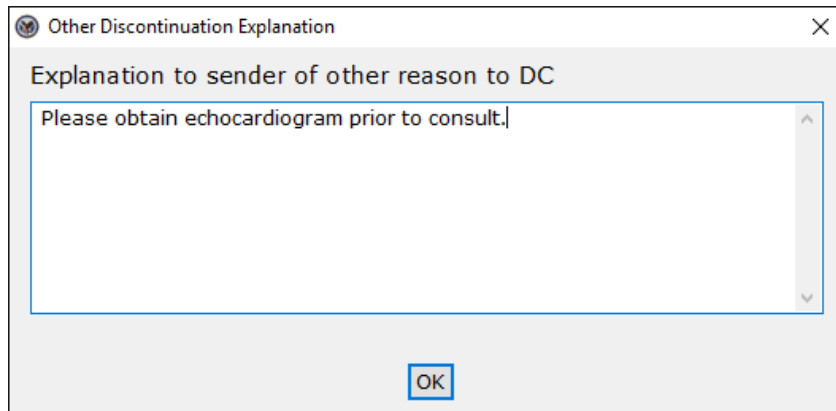 Other Discontinuation Explanation
Explanation to sender of other reason to DC
Please obtain echocardiogram prior to consult.
OK